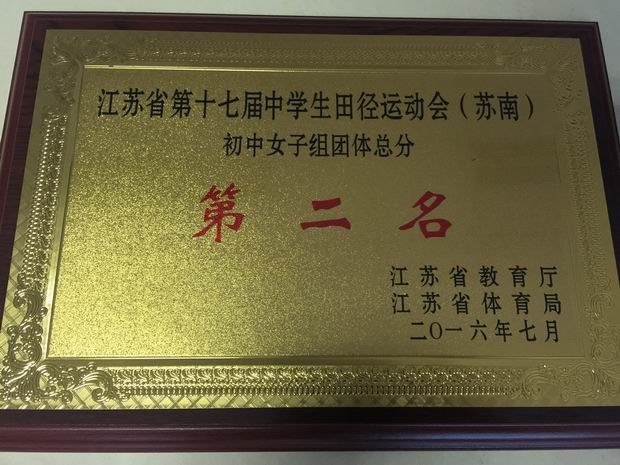 江苏省第十七届中学生田径运动会（苏南）
初中女子组团体总分
第二名
江苏省教育厅
江苏省体育局
二〇一六年七月